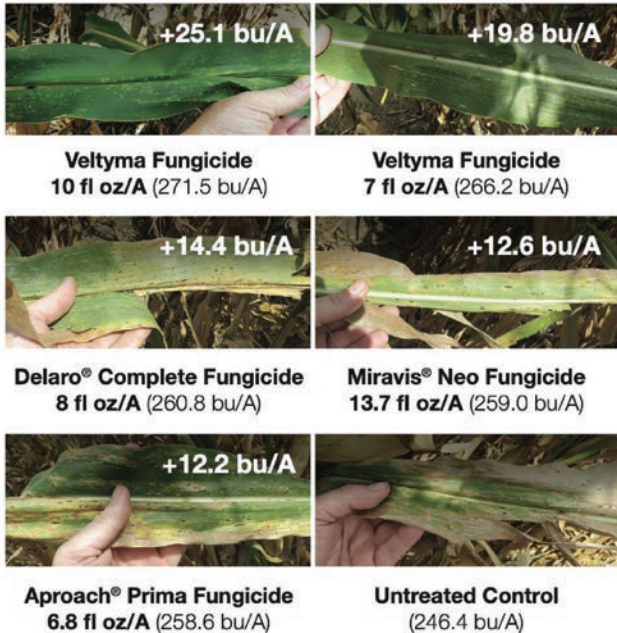 +25.1 bu/A
+19.8 bu/A
Veltyma Fungicide
10 fl oz/A (271.5 bu/A)
Veltyma Fungicide
7 fl oz/A (266.2 bu/A)
+14.4 bu/A
+12.6 bu/A
Delaro® Complete Fungicide
8 fl oz/A (260.8 bu/A)
Miravis® Neo Fungicide
13.7 fl oz/A (259.0 bu/A)
+12.2 bu/A
Aproach® Prima Fungicide
6.8 fl oz/A (258.6 bu/A)
Untreated Control
(246.4 bu/A)